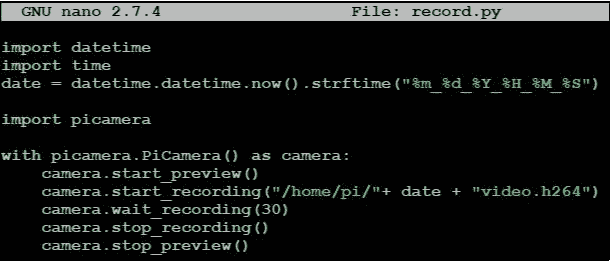 GNU nano 2.7.4 File: record.py
import datetime
import time
date = datetime.datetime.now().strftime("%m_%d_%Y_%H_%M_%S")
import picamera
with picamera.PiCamera() as camera:
    camera.start_preview()
    camera.start_recording("/home/pi/"+ date + "video.h264")
    camera.wait_recording(30)
    camera.stop_recording()
    camera.stop_preview()